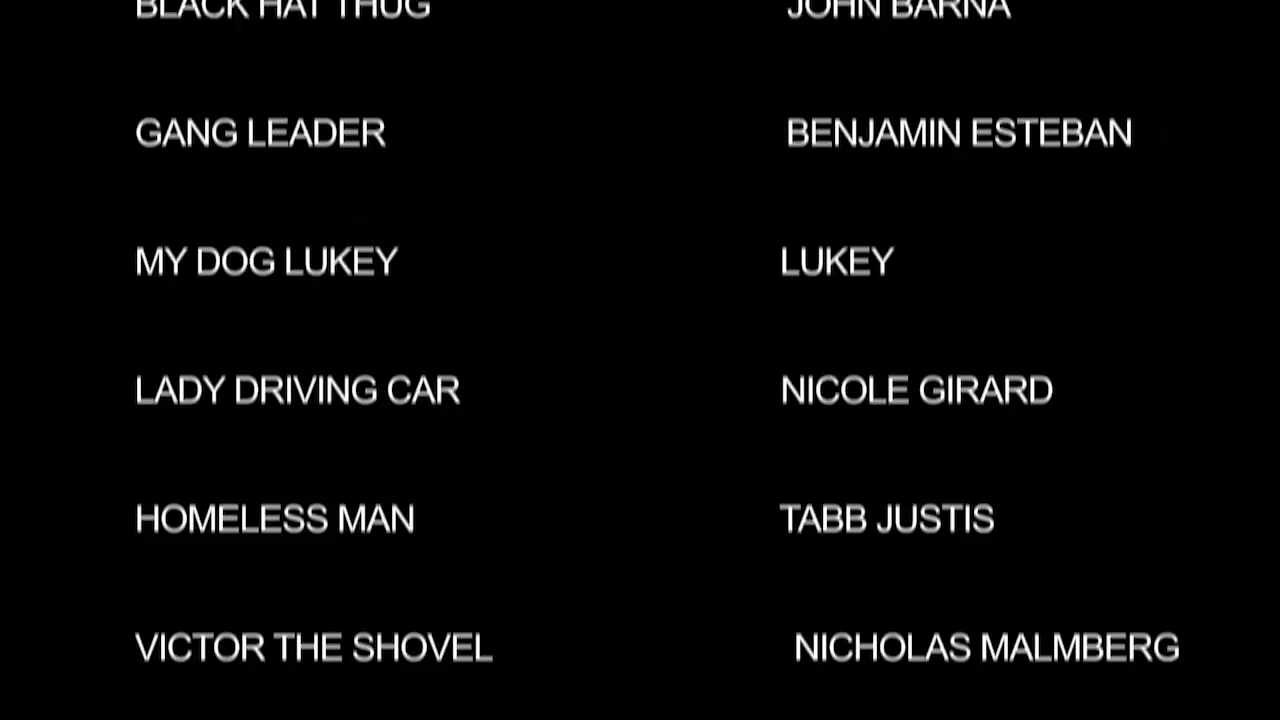 BLACK HAT THUG JOHN BARNA
GANG LEADER BENJAMIN ESTEBAN
MY DOG LUKEY LUKEY
LADY DRIVING CAR NICOLE GIRARD
HOMELESS MAN TABB JUSTIS
VICTOR THE SHOVEL NICHOLAS MALMBERG